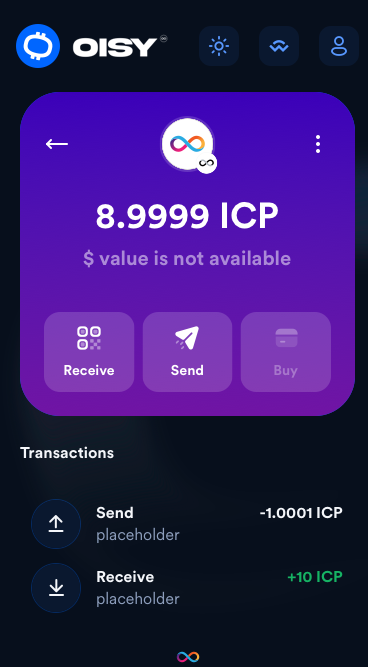 OISY
8.9999 ICP
$ value is not available
Receive
Send
Buy
Transactions
Send
-1.0001 ICP
placeholder
Receive
+10 ICP
placeholder